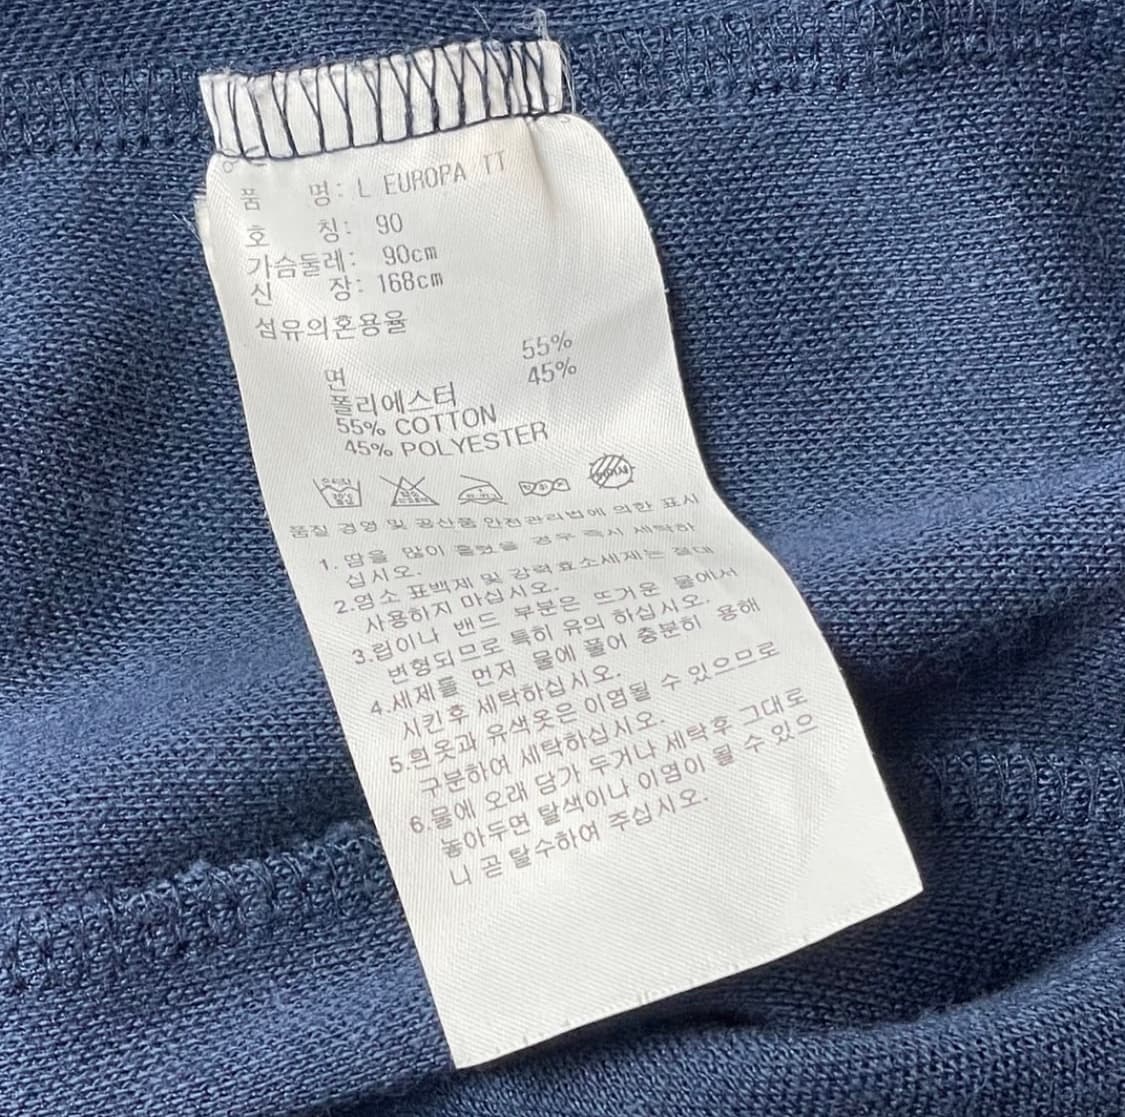 품 명: L EUROPA TT
호 칭: 90
가슴둘레: 90cm
신 장: 168cm
섬유의혼용율
면 55%
폴리에스터 45%
55% COTTON
45% POLYESTER
품질 경영 및 공산품 안전관리법에 의한 표시
1. 땀을 많이 흘렸을 경우 즉시 세탁하
십시오.
2.염소 표백제 및 강력효소세제는 절대
사용하지 마십시오.
3.립이나 밴드 부분은 뜨거운 물에서
변형되므로 특히 유의 하십시오.
4.세제를 먼저 물에 풀어 충분히 용해
시킨후 세탁하십시오.
5.흰옷과 유색옷은 이염될 수 있으므로
구분하여 세탁하십시오.
6.물에 오래 담가 두거나 세탁후 그대로
놓아두면 탈색이나 이염이 될 수 있으
니 곧 탈수하여 주십시오.